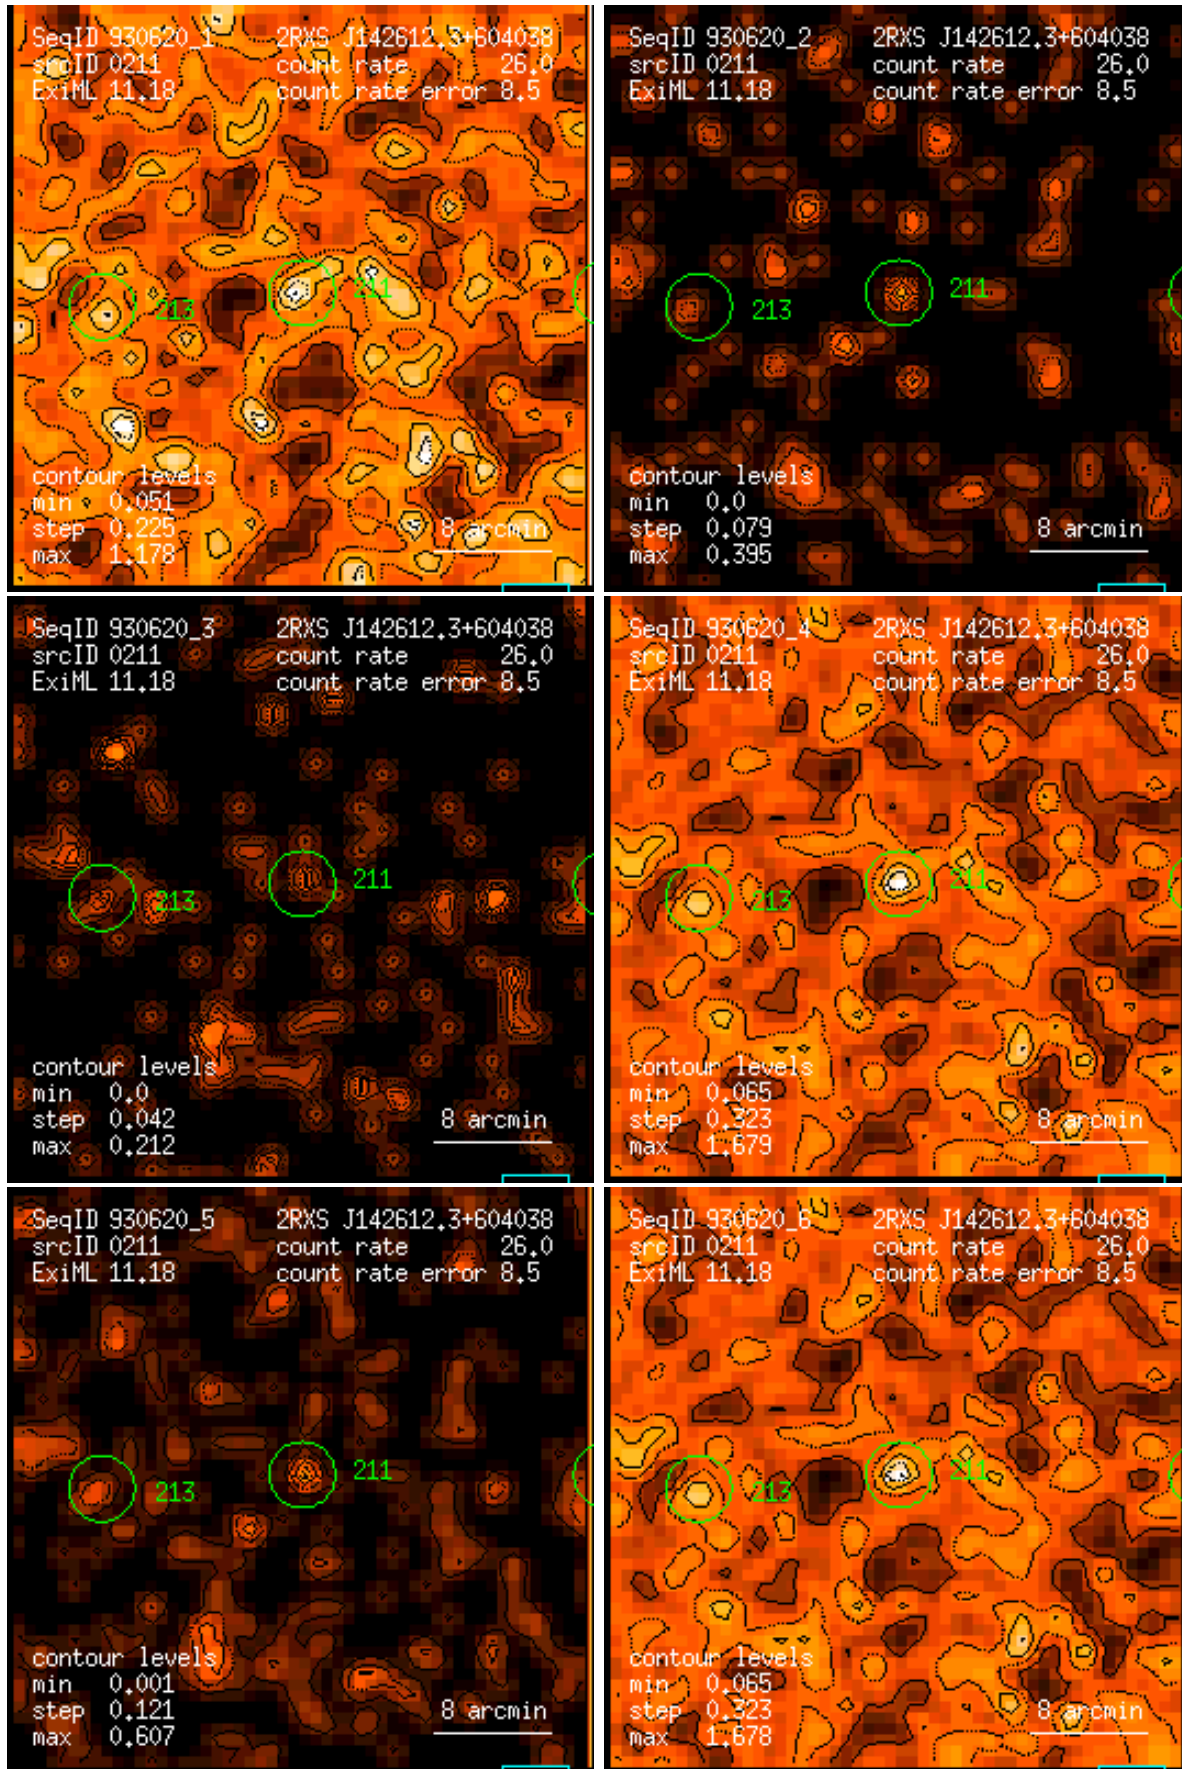 SeqID 930620_1 2RXS J142612.3+604038
srcID 0211 count rate 26.0
ExiML 11.18 count rate error 8.5
213 211
contour levels
min 0.051
step 0.225 8 arcmin
max 1.178
SeqID 930620_2 2RXS J142612.3+604038
srcID 0211 count rate 26.0
ExiML 11.18 count rate error 8.5
213 211
contour levels
min 0.0
step 0.079 8 arcmin
max 0.395
SeqID 930620_3 2RXS J142612.3+604038
srcID 0211 count rate 26.0
ExiML 11.18 count rate error 8.5
213 211
contour levels
min 0.0
step 0.042 8 arcmin
max 0.212
SeqID 930620_4 2RXS J142612.3+604038
srcID 0211 count rate 26.0
ExiML 11.18 count rate error 8.5
213 211
contour levels
min 0.065
step 0.323 8 arcmin
max 1.679
SeqID 930620_5 2RXS J142612.3+604038
srcID 0211 count rate 26.0
ExiML 11.18 count rate error 8.5
213 211
contour levels
min 0.001
step 0.121 8 arcmin
max 0.607
SeqID 930620_6 2RXS J142612.3+604038
srcID 0211 count rate 26.0
ExiML 11.18 count rate error 8.5
213 211
contour levels
min 0.065
step 0.323 8 arcmin
max 1.678